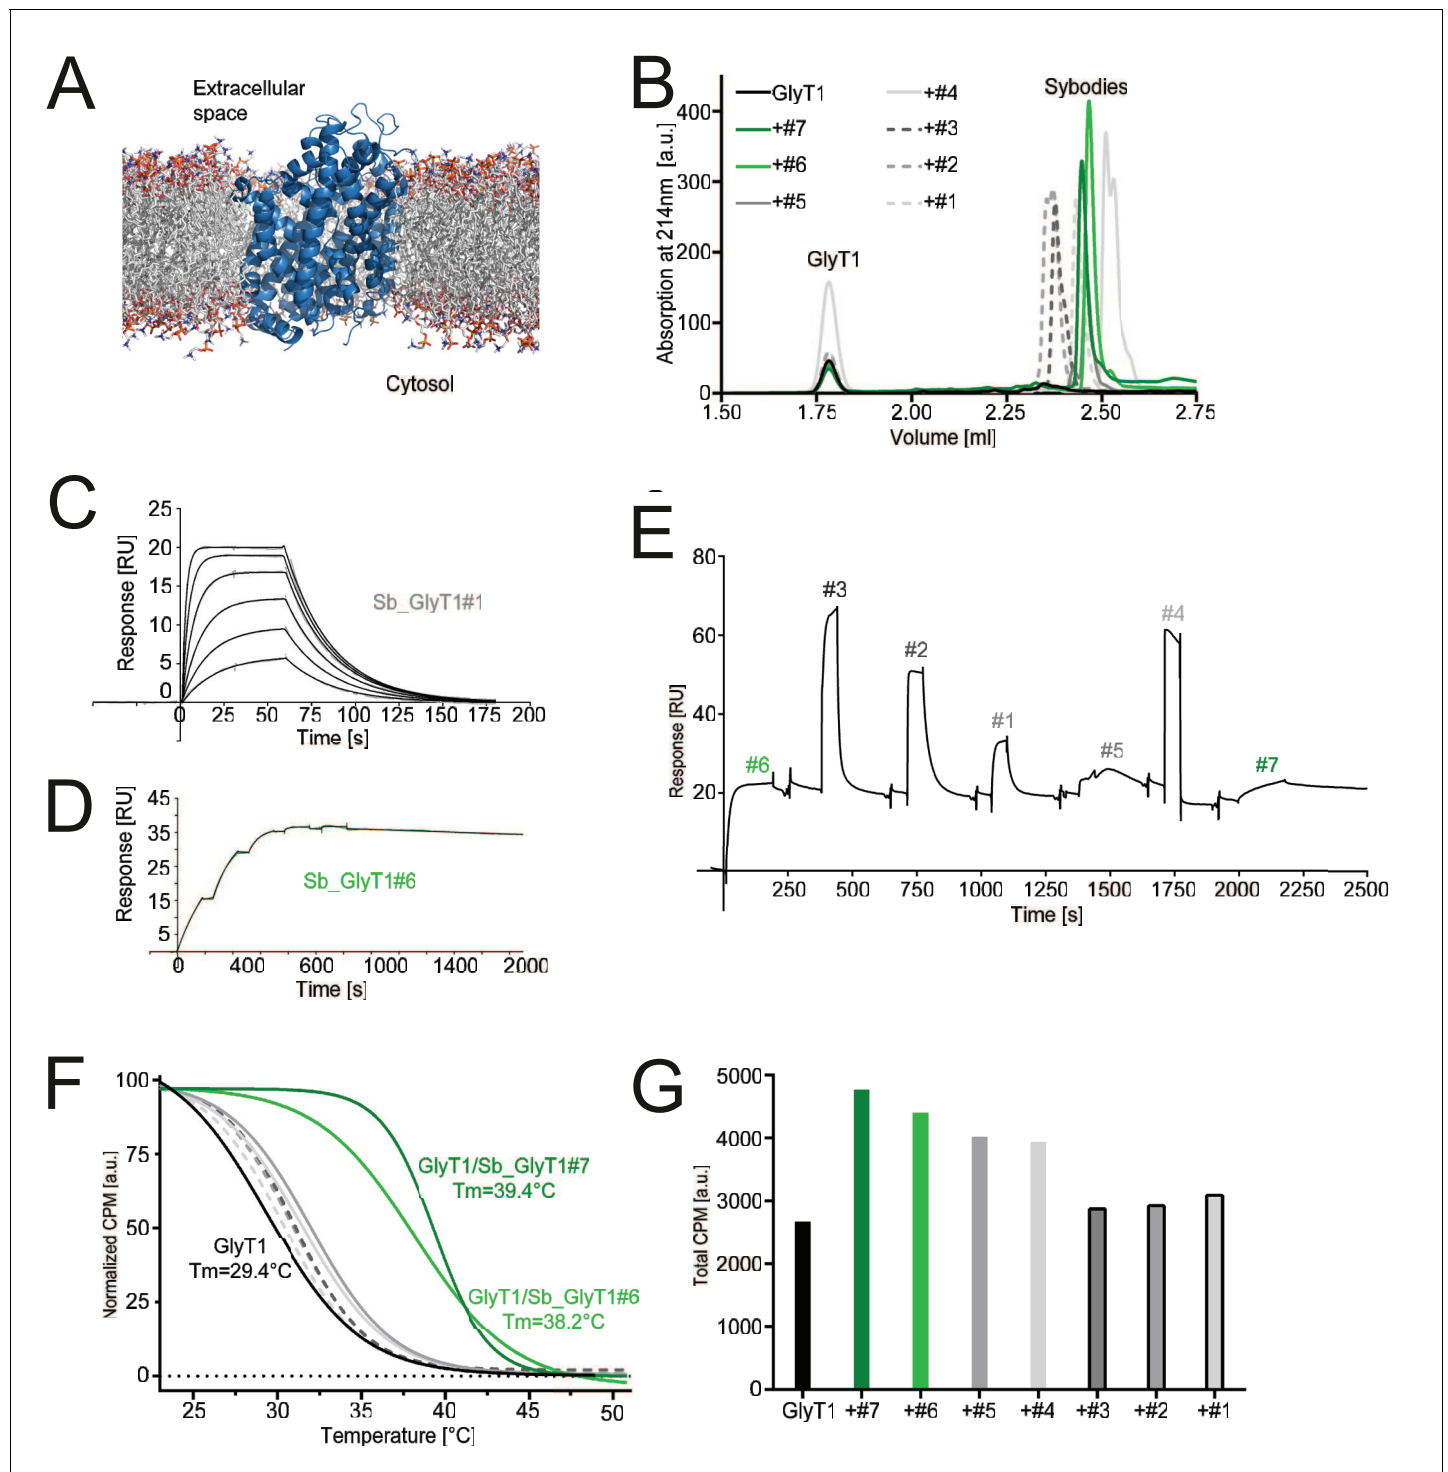 A
Extracellular
space
Cytosol
B
Sybodies
GlyT1
+#7
+#6
+#5
+#4
+#3
+#2
+#1
GlyT1
Absorption at 214nm [a.u.]
400
300
200
100
0
1.50 1.75 2.00 2.25 2.50 2.75
Volume [ml]
C
Response [RU]
25
20
15
10
5
0
Sb_GlyT1#1
0 25 50 75 100 125 150 175 200
Time [s]
D
Response [RU]
45
35
25
15
5
Sb_GlyT1#6
0 400 600 1000 1400 2000
Time [s]
E
Response [RU]
80
60
40
20
#6
#3
#2
#1
#5
#4
#7
250 500 750 1000 1250 1500 1750 2000 2250 2500
Time [s]
F
Normalized CPM [a.u.]
100
75
50
25
0
GlyT1/Sb_GlyT1#7
Tm=39.4°C
GlyT1
Tm=29.4°C
GlyT1/Sb_GlyT1#6
Tm=38.2°C
25 30 35 40 45 50
Temperature [°C]
G
Total CPM [a.u.]
5000
4000
3000
2000
1000
0
GlyT1 +#7 +#6 +#5 +#4 +#3 +#2 +#1